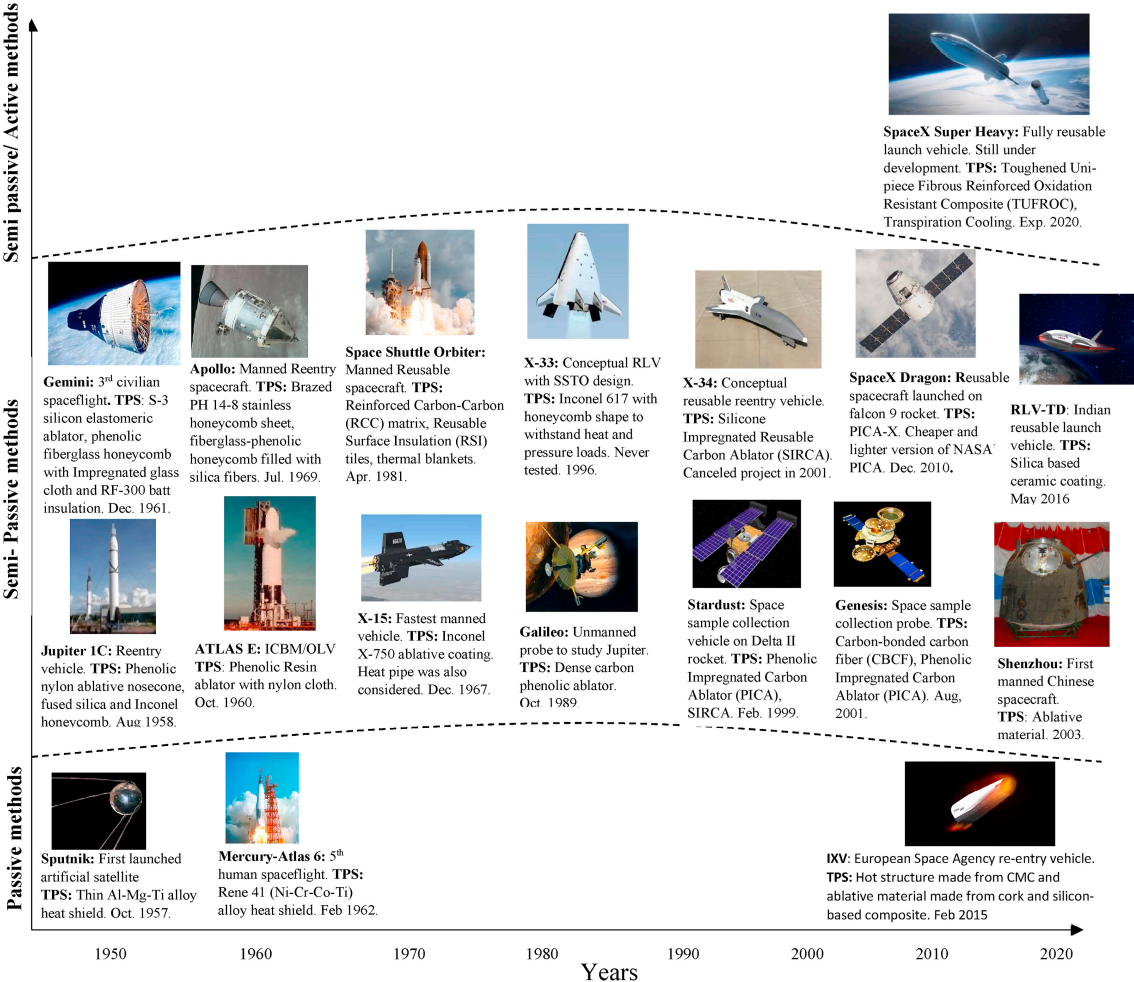 Semi passive/ Active methods
SpaceX Super Heavy: Fully reusable
launch vehicle. Still under
development. TPS: Toughened Uni-
piece Fibrous Reinforced Oxidation
Resistant Composite (TUFROC),
Transpiration Cooling. Exp. 2020.
Semi- Passive methods
Gemini: 3rd civilian
spaceflight. TPS: S-3
silicon elastomeric
ablator, phenolic
fiberglass honeycomb
with Impregnated glass
cloth and RF-300 batt
insulation. Dec. 1961.
Apollo: Manned Reentry
spacecraft. TPS: Brazed
PH 14-8 stainless
honeycomb sheet,
fiberglass-phenolic
honeycomb filled with
silica fibers. Jul. 1969.
Space Shuttle Orbiter:
Manned Reusable
spacecraft. TPS:
Reinforced Carbon-Carbon
(RCC) matrix, Reusable
Surface Insulation (RSI)
tiles, thermal blankets.
Apr. 1981.
X-33: Conceptual RLV
with SSTO design.
TPS: Inconel 617 with
honeycomb shape to
withstand heat and
pressure loads. Never
tested. 1996.
X-34: Conceptual
reusable reentry vehicle.
TPS: Silicone
Impregnated Reusable
Carbon Ablator (SIRCA).
Canceled project in 2001.
SpaceX Dragon: Reusable
spacecraft launched on
falcon 9 rocket. TPS:
PICA-X. Cheaper and
lighter version of NASA'
PICA. Dec. 2010.
RLV-TD: Indian
reusable launch
vehicle. TPS:
Silica based
ceramic coating.
May 2016
Jupiter 1C: Reentry
vehicle. TPS: Phenolic
nylon ablative nosecone,
fused silica and Inconel
honeycomb. Aug 1958.
ATLAS E: ICBM/OLV
TPS: Phenolic Resin
ablator with nylon cloth.
Oct. 1960.
X-15: Fastest manned
vehicle. TPS: Inconel
X-750 ablative coating.
Heat pipe was also
considered. Dec. 1967.
Galileo: Unmanned
probe to study Jupiter.
TPS: Dense carbon
phenolic ablator.
Oct. 1989
Stardust: Space
sample collection
vehicle on Delta II
rocket. TPS: Phenolic
Impregnated Carbon
Ablator (PICA),
SIRCA. Feb. 1999.
Genesis: Space sample
collection probe. TPS:
Carbon-bonded carbon
fiber (CBCF), Phenolic
Impregnated Carbon
Ablator (PICA). Aug,
2001.
Shenzhou: First
manned Chinese
spacecraft.
TPS: Ablative
material. 2003.
Passive methods
Sputnik: First launched
artificial satellite
TPS: Thin Al-Mg-Ti alloy
heat shield. Oct. 1957.
Mercury-Atlas 6: 5th
human spaceflight. TPS:
Rene 41 (Ni-Cr-Co-Ti)
alloy heat shield. Feb 1962.
IXV: European Space Agency re-entry vehicle.
TPS: Hot structure made from CMC and
ablative material made from cork and silicon-
based composite. Feb 2015
1950 1960 1970 1980 1990 2000 2010 2020
Years